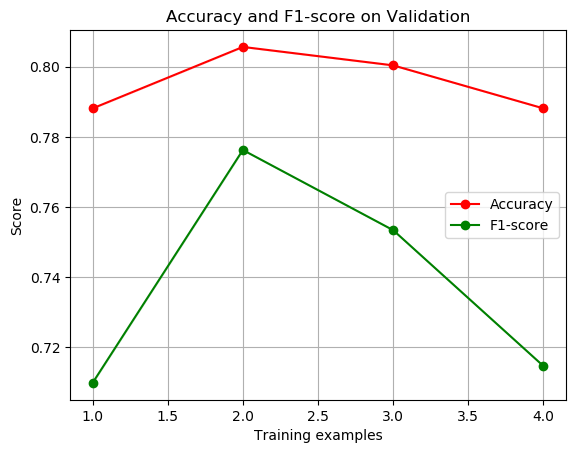 Accuracy and F1-score on Validation
0.80
0.78
0.76
0.74
0.72
Score
Accuracy
F1-score
1.0 1.5 2.0 2.5 3.0 3.5 4.0
Training examples